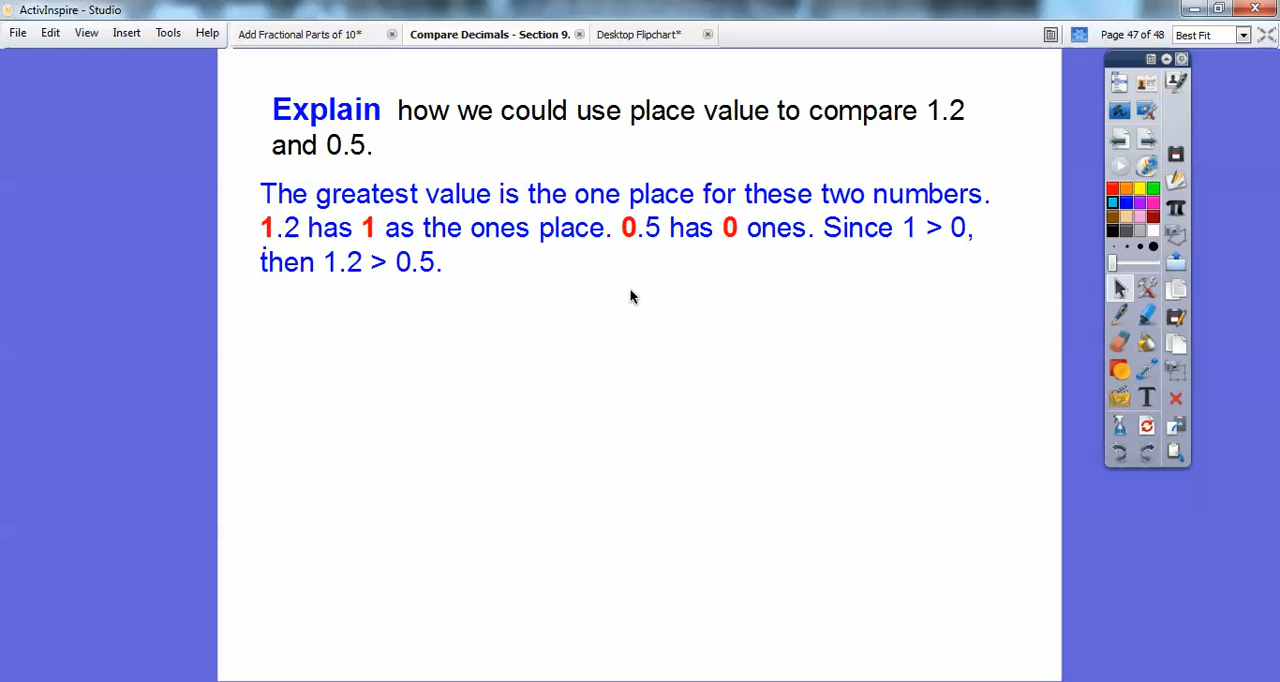 ActivInspire - Studio
File Edit View Insert Tools Help
Add Fractional Parts of 10* Compare Decimals - Section 9. Desktop Flipchart* Page 47 of 48 Best Fit
Explain how we could use place value to compare 1.2
and 0.5.
The greatest value is the one place for these two numbers.
1.2 has 1 as the ones place. 0.5 has 0 ones. Since 1 > 0,
then 1.2 > 0.5.